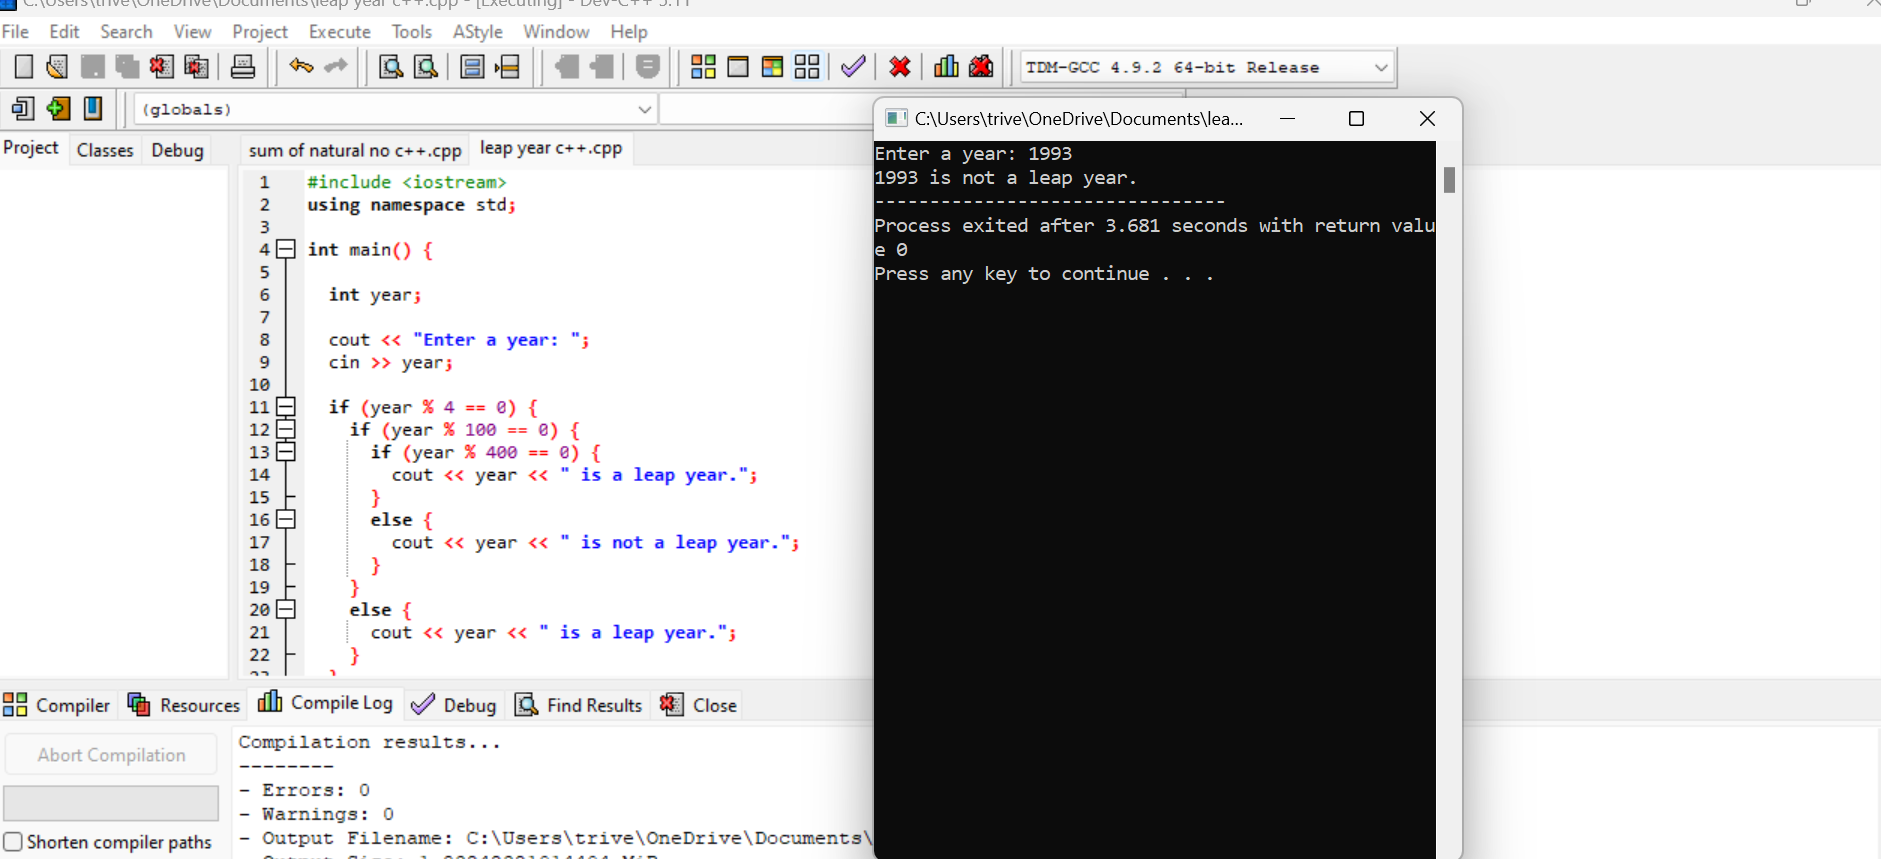 C:\Users\trive\OneDrive\Documents\leap year c++.cpp - [Executing] - Dev-C++ 5.11
File Edit Search View Project Execute Tools AStyle Window Help
TDM-GCC 4.9.2 64-bit Release
(globals)
Project Classes Debug
sum of natural no c++.cpp leap year c++.cpp
1 #include <iostream>
2 using namespace std;
3
4 int main() {
5
6 int year;
7
8 cout << "Enter a year: ";
9 cin >> year;
10
11 if (year % 4 == 0) {
12 if (year % 100 == 0) {
13 if (year % 400 == 0) {
14 cout << year << " is a leap year.";
15 }
16 else {
17 cout << year << " is not a leap year.";
18 }
19 }
20 else {
21 cout << year << " is a leap year.";
22 }
23 }
C:\Users\trive\OneDrive\Documents\lea...
Enter a year: 1993
1993 is not a leap year.
--------------------------------
Process exited after 3.681 seconds with return valu
e 0
Press any key to continue . . .
Compiler Resources Compile Log Debug Find Results Close
Abort Compilation
Shorten compiler paths
Compilation results...
--------
- Errors: 0
- Warnings: 0
- Output Filename: C:\Users\trive\OneDrive\Documents\